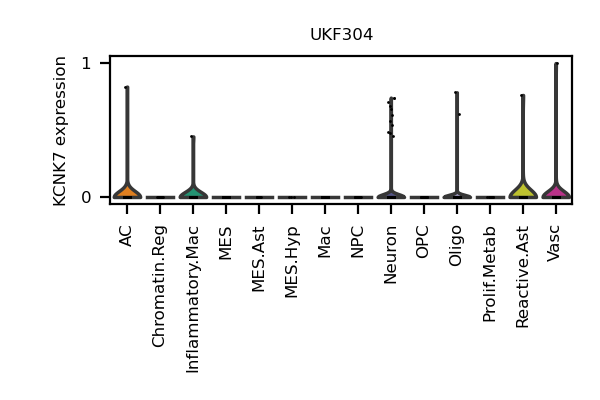 UKF304
KCNK7 expression
1
0
AC
Chromatin.Reg
Inflammatory.Mac
MES
MES.Ast
MES.Hyp
Mac
NPC
Neuron
OPC
Oligo
Prolif.Metab
Reactive.Ast
Vasc